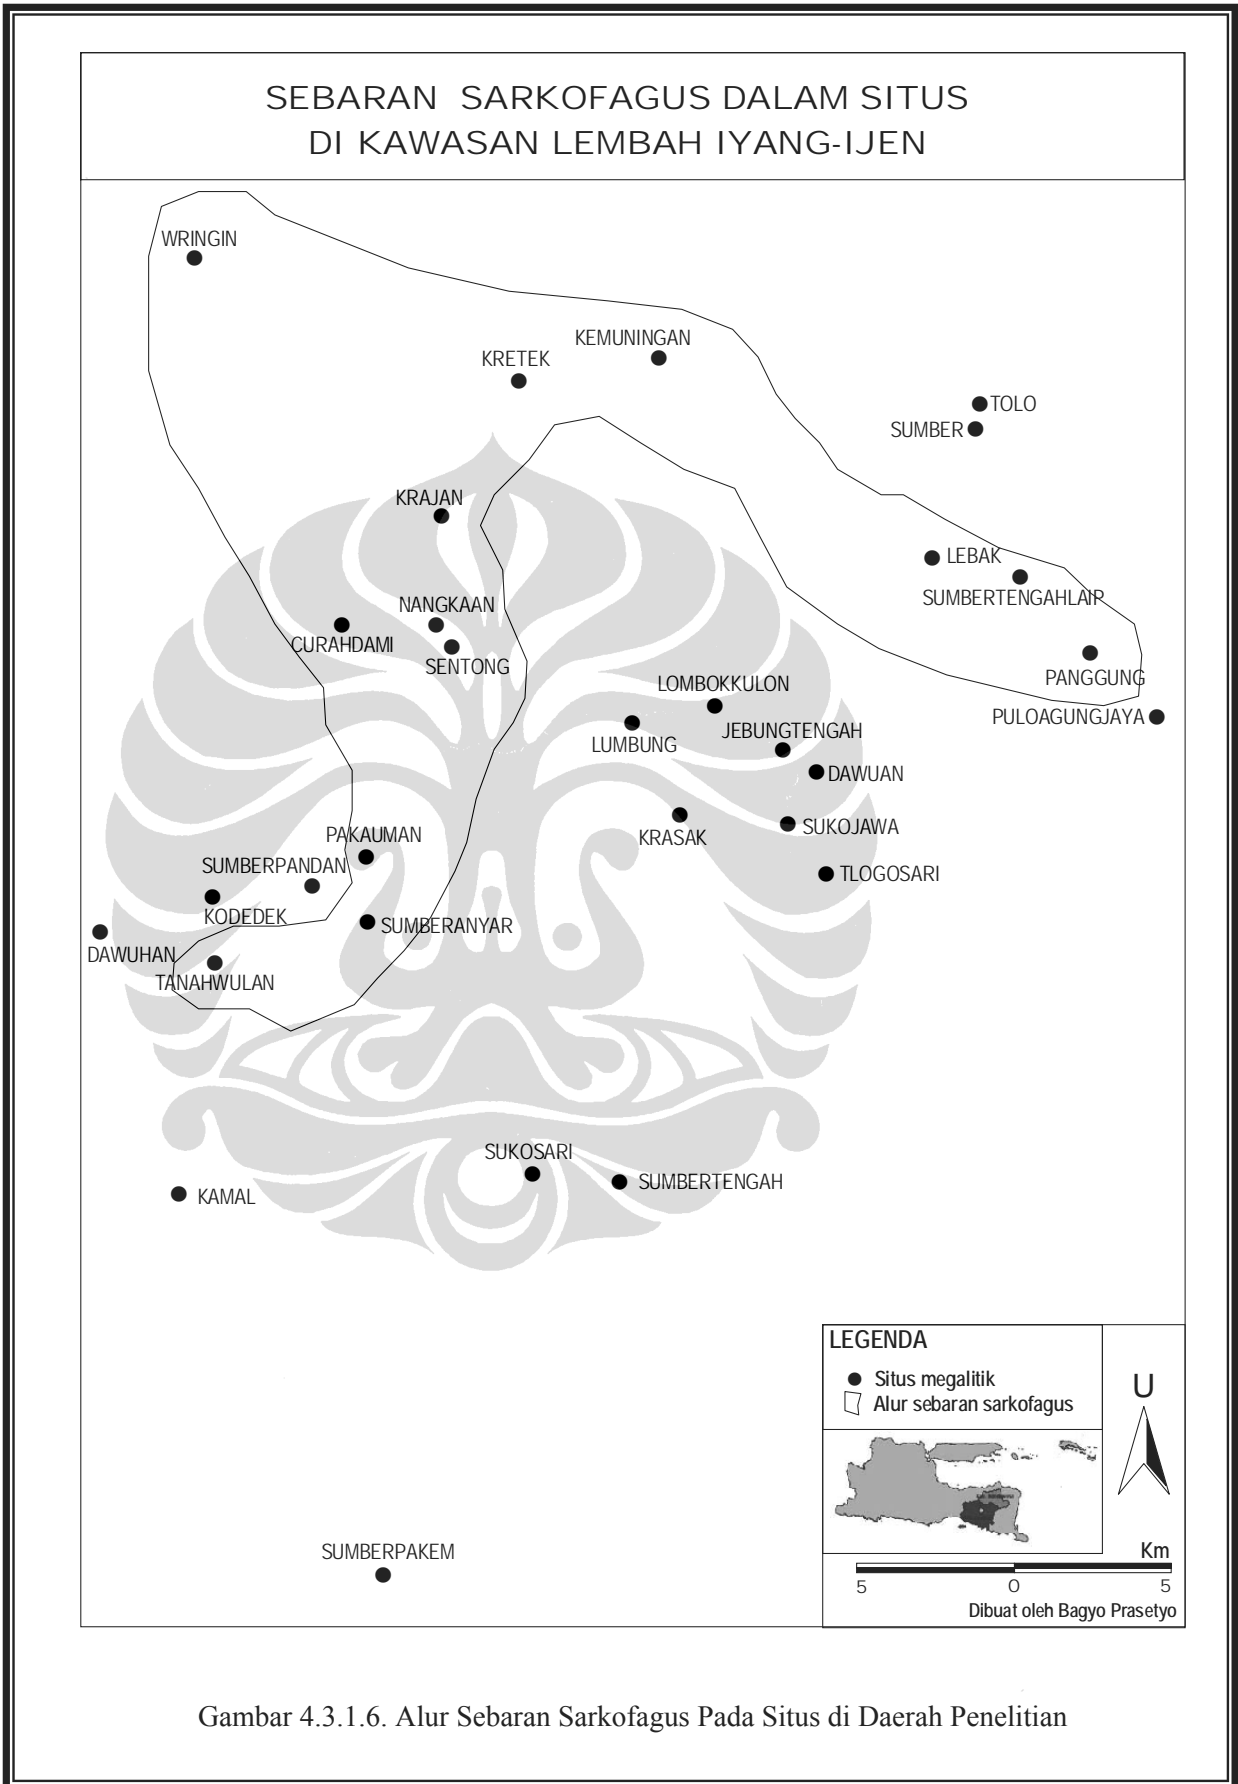 SEBARAN SARKOFAGUS DALAM SITUS
DI KAWASAN LEMBAH IYANG-IJEN
WRINGIN
KEMUNINGAN
KRETEK
TOLO
SUMBER
KRAJAN
LEBAK
SUMBERTENGAHLAIP
NANGKAAN
CURAHDAMI
SENTONG
PANGGUNG
LOMBOKKULON
PULOAGUNGJAYA
JEBUNGTENGAH
LUMBUNG
DAWUAN
SUKOJAWA
KRASAK
PAKAUMAN
SUMBERPANDAN
TLOGOSARI
KODEDEK
SUMBERANYAR
DAWUHAN
TANAHWULAN
SUKOSARI
SUMBERTENGAH
KAMAL
LEGENDA
Situs megalitik
Alur sebaran sarkofagus
U
SUMBERPAKEM
Km
5 0 5
Dibuat oleh Bagyo Prasetyo
Gambar 4.3.1.6. Alur Sebaran Sarkofagus Pada Situs di Daerah Penelitian